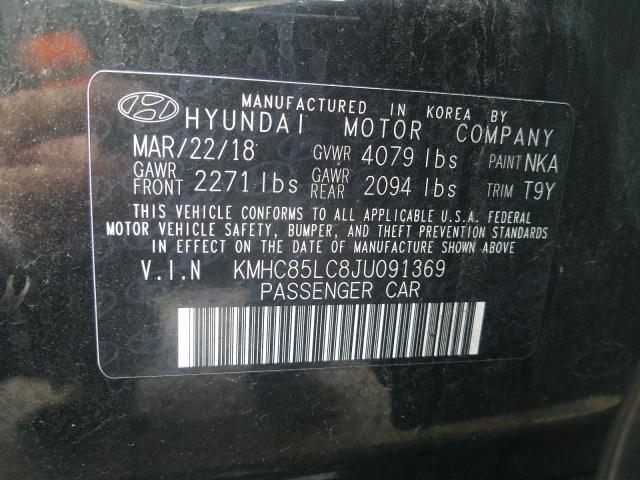 MANUFACTURED IN KOREA BY
HYUNDAI MOTOR COMPANY
MAR/22/18 GVWR 4079 lbs PAINT NKA
GAWR FRONT 2271 lbs GAWR REAR 2094 lbs TRIM T9Y
THIS VEHICLE CONFORMS TO ALL APPLICABLE U.S.A. FEDERAL
MOTOR VEHICLE SAFETY, BUMPER, AND THEFT PREVENTION STANDARDS
IN EFFECT ON THE DATE OF MANUFACTURE SHOWN ABOVE
V.I.N KMHC85LC8JU091369
PASSENGER CAR